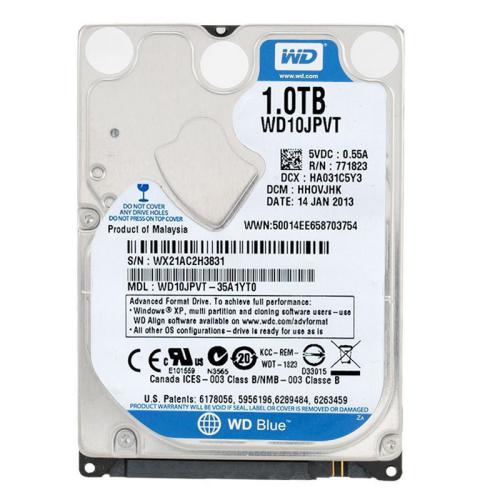 WD
www.wd.com
1.0TB
WD10JPVT
5VDC : 0.55A
R/N : 771823
DCX : HA031C5Y3
DCM : HHOVJHK
DATE: 14 JAN 2013
DO NOT COVER
ANY DRIVE HOLES
DO NOT PRESS ON TOP COVER
Product of Malaysia
WWN:50014EE658703754
S/N : WX21AC2H3831
MDL : WD10JPVT-35A1YT0
Advanced Format Drive. To achieve full performance:
•Windows® XP, multi partition and cloning software users-use
WD Align software available on www.wdc.com/advformat
•All other OS configurations-drive is ready for use as is
CE
E101559
N3565
20
KCC-REM-
WDT-1823
D33015
Canada ICES-003 Class B/NMB-003 Classe B
U.S. Patents: 6178056, 5956196,6289484, 6263459
PRODUCT WARRANTY WILL BE VOID IF SEAL, LABEL OR COVER IS REMOVED OR DAMAGED
ZA
WD Blue™